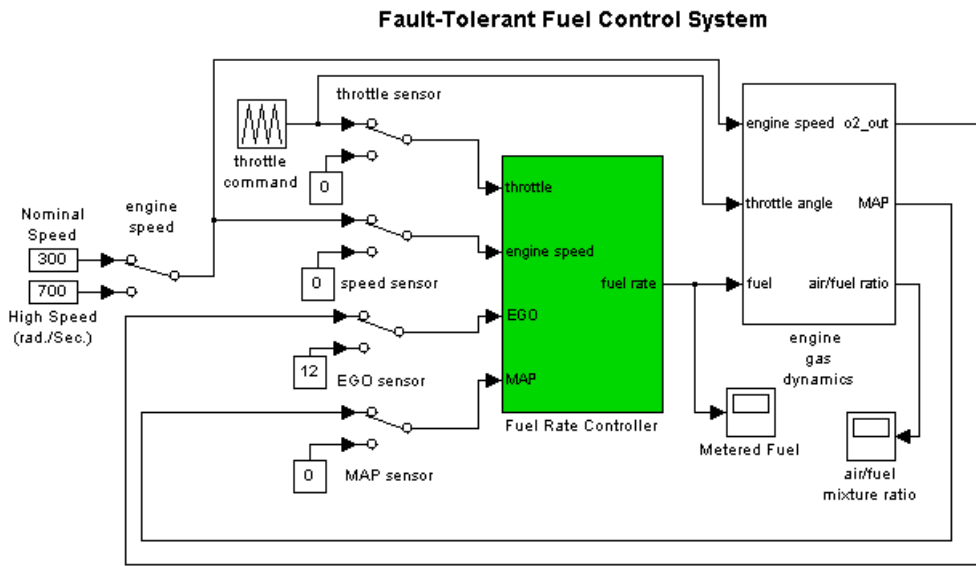 Fault-Tolerant Fuel Control System
throttle sensor
throttle
command
0
engine speed
o2_out
throttle angle
MAP
fuel
air/fuel ratio
engine
gas
dynamics
Nominal
Speed
300
700
High Speed
(rad./Sec.)
engine
speed
0
speed sensor
12
EGO sensor
0
MAP sensor
throttle
engine speed
fuel rate
EGO
MAP
Fuel Rate Controller
Metered Fuel
air/fuel
mixture ratio